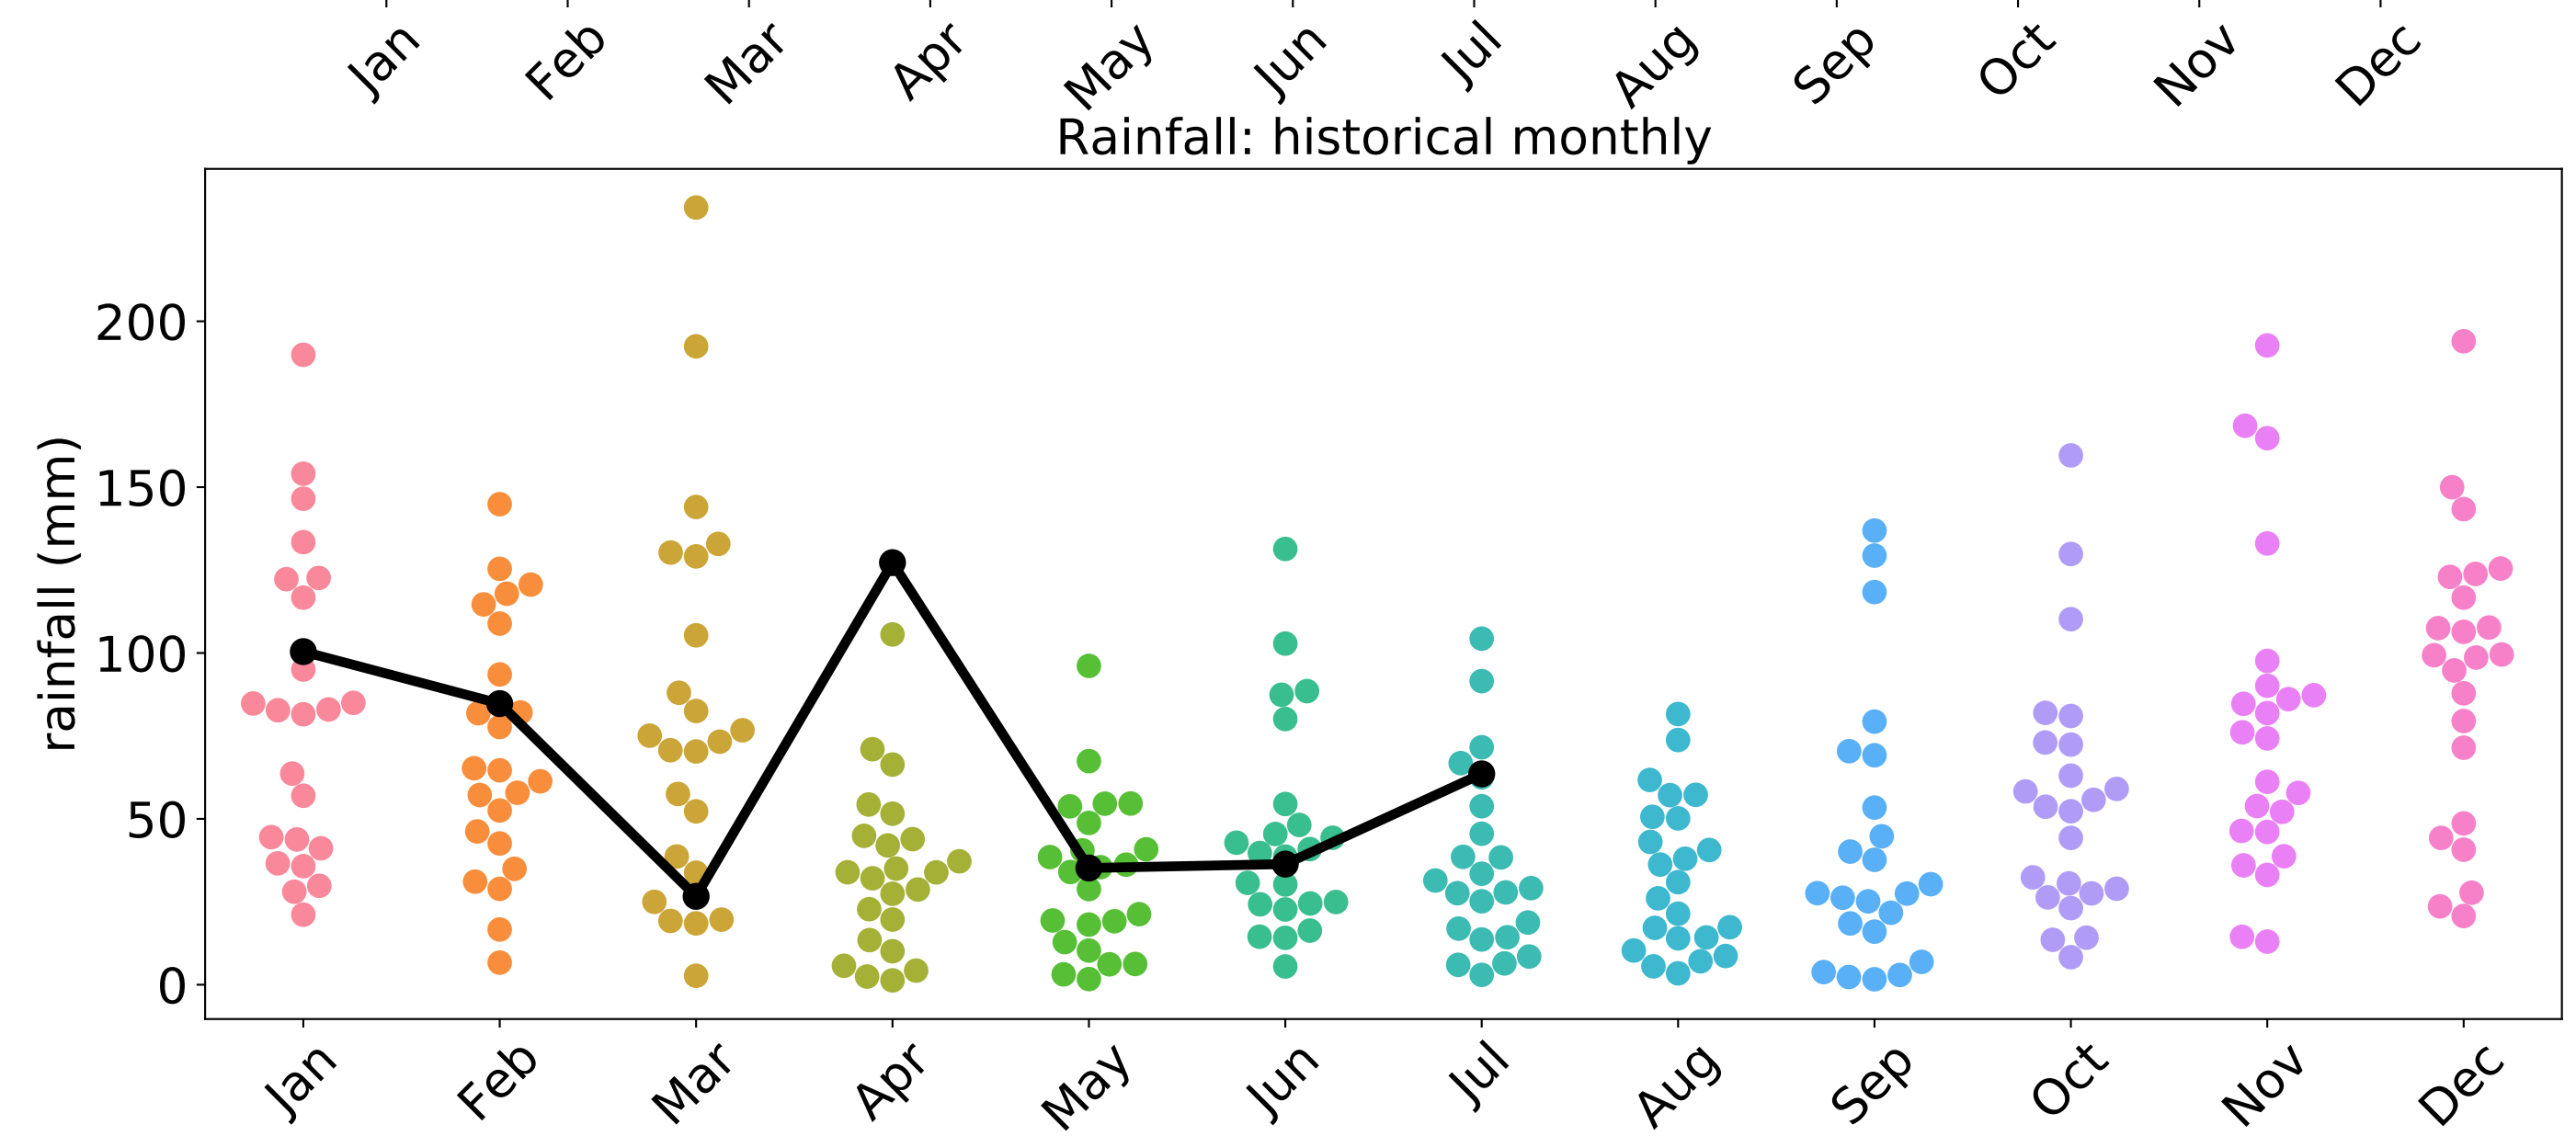 Jan Feb Mar Apr May Jun Jul Aug Sep Oct Nov Dec
Rainfall: historical monthly
rainfall (mm)
200
150
100
50
0
Jan Feb Mar Apr May Jun Jul Aug Sep Oct Nov Dec